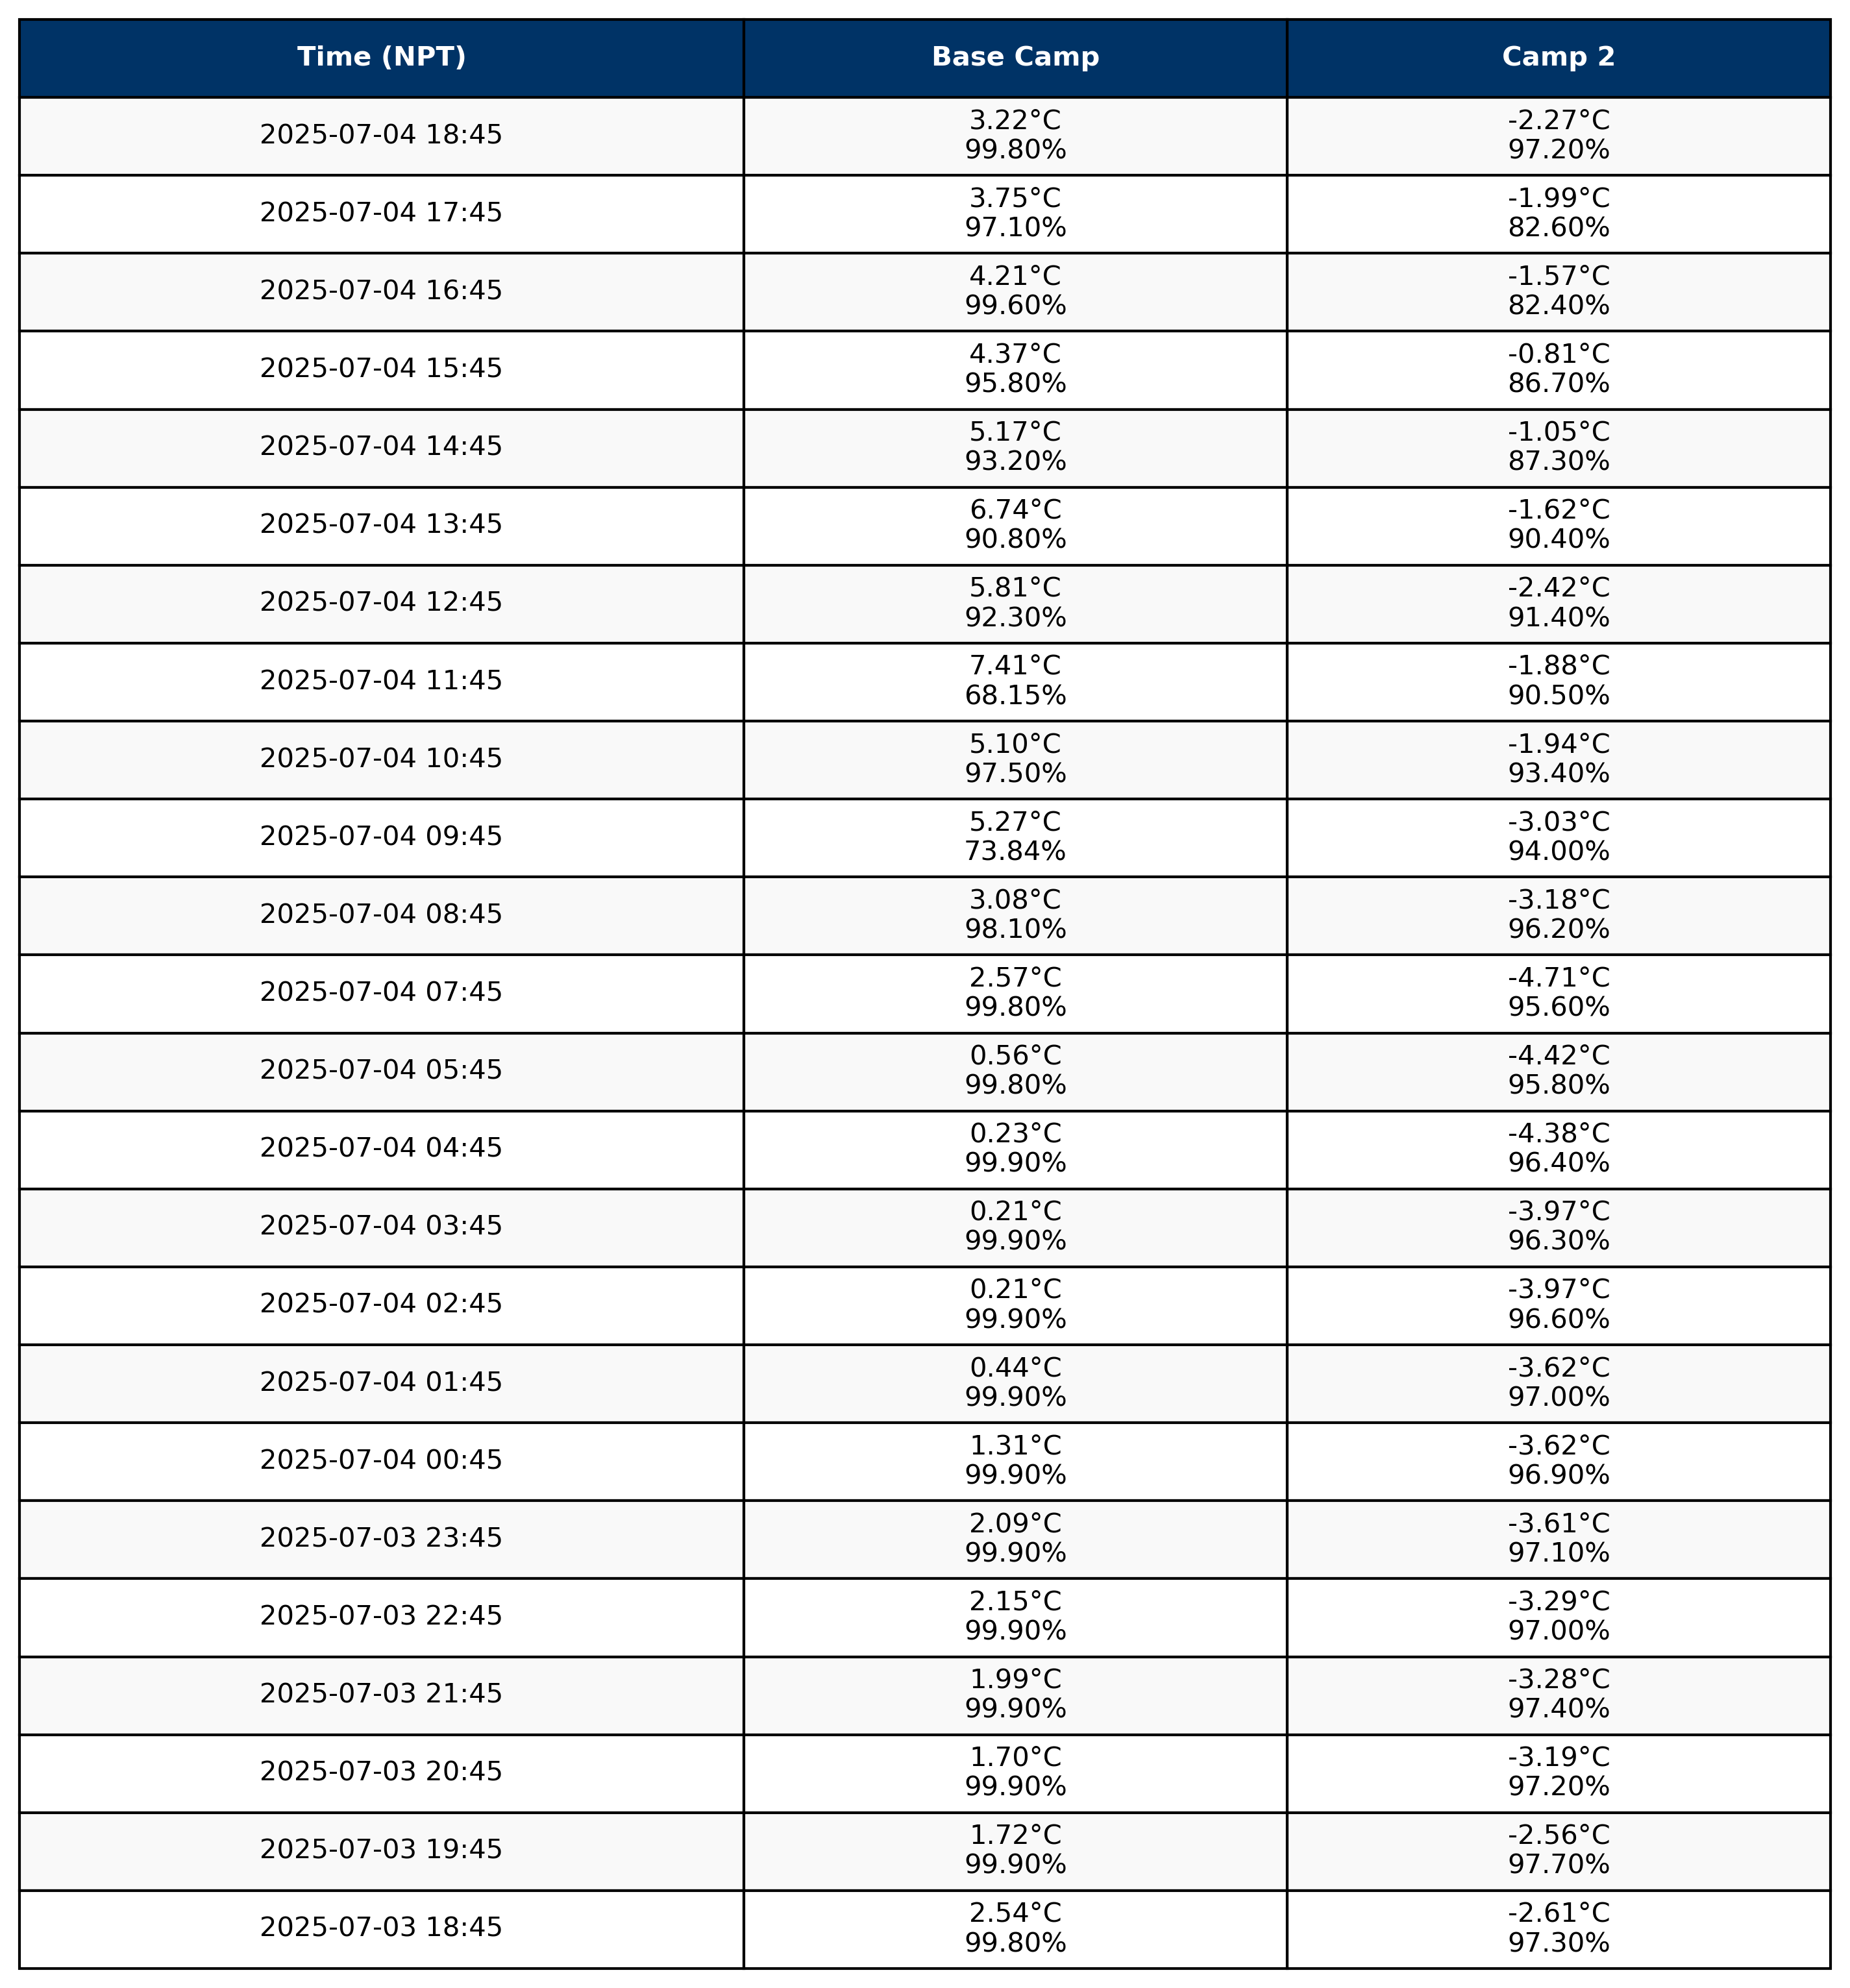 Time (NPT) Base Camp Camp 2
2025-07-04 18:45 3.22°C -2.27°C
99.80% 97.20%
2025-07-04 17:45 3.75°C -1.99°C
97.10% 82.60%
2025-07-04 16:45 4.21°C -1.57°C
99.60% 82.40%
2025-07-04 15:45 4.37°C -0.81°C
95.80% 86.70%
2025-07-04 14:45 5.17°C -1.05°C
93.20% 87.30%
2025-07-04 13:45 6.74°C -1.62°C
90.80% 90.40%
2025-07-04 12:45 5.81°C -2.42°C
92.30% 91.40%
2025-07-04 11:45 7.41°C -1.88°C
68.15% 90.50%
2025-07-04 10:45 5.10°C -1.94°C
97.50% 93.40%
2025-07-04 09:45 5.27°C -3.03°C
73.84% 94.00%
2025-07-04 08:45 3.08°C -3.18°C
98.10% 96.20%
2025-07-04 07:45 2.57°C -4.71°C
99.80% 95.60%
2025-07-04 05:45 0.56°C -4.42°C
99.80% 95.80%
2025-07-04 04:45 0.23°C -4.38°C
99.90% 96.40%
2025-07-04 03:45 0.21°C -3.97°C
99.90% 96.30%
2025-07-04 02:45 0.21°C -3.97°C
99.90% 96.60%
2025-07-04 01:45 0.44°C -3.62°C
99.90% 97.00%
2025-07-04 00:45 1.31°C -3.62°C
99.90% 96.90%
2025-07-03 23:45 2.09°C -3.61°C
99.90% 97.10%
2025-07-03 22:45 2.15°C -3.29°C
99.90% 97.00%
2025-07-03 21:45 1.99°C -3.28°C
99.90% 97.40%
2025-07-03 20:45 1.70°C -3.19°C
99.90% 97.20%
2025-07-03 19:45 1.72°C -2.56°C
99.90% 97.70%
2025-07-03 18:45 2.54°C -2.61°C
99.80% 97.30%